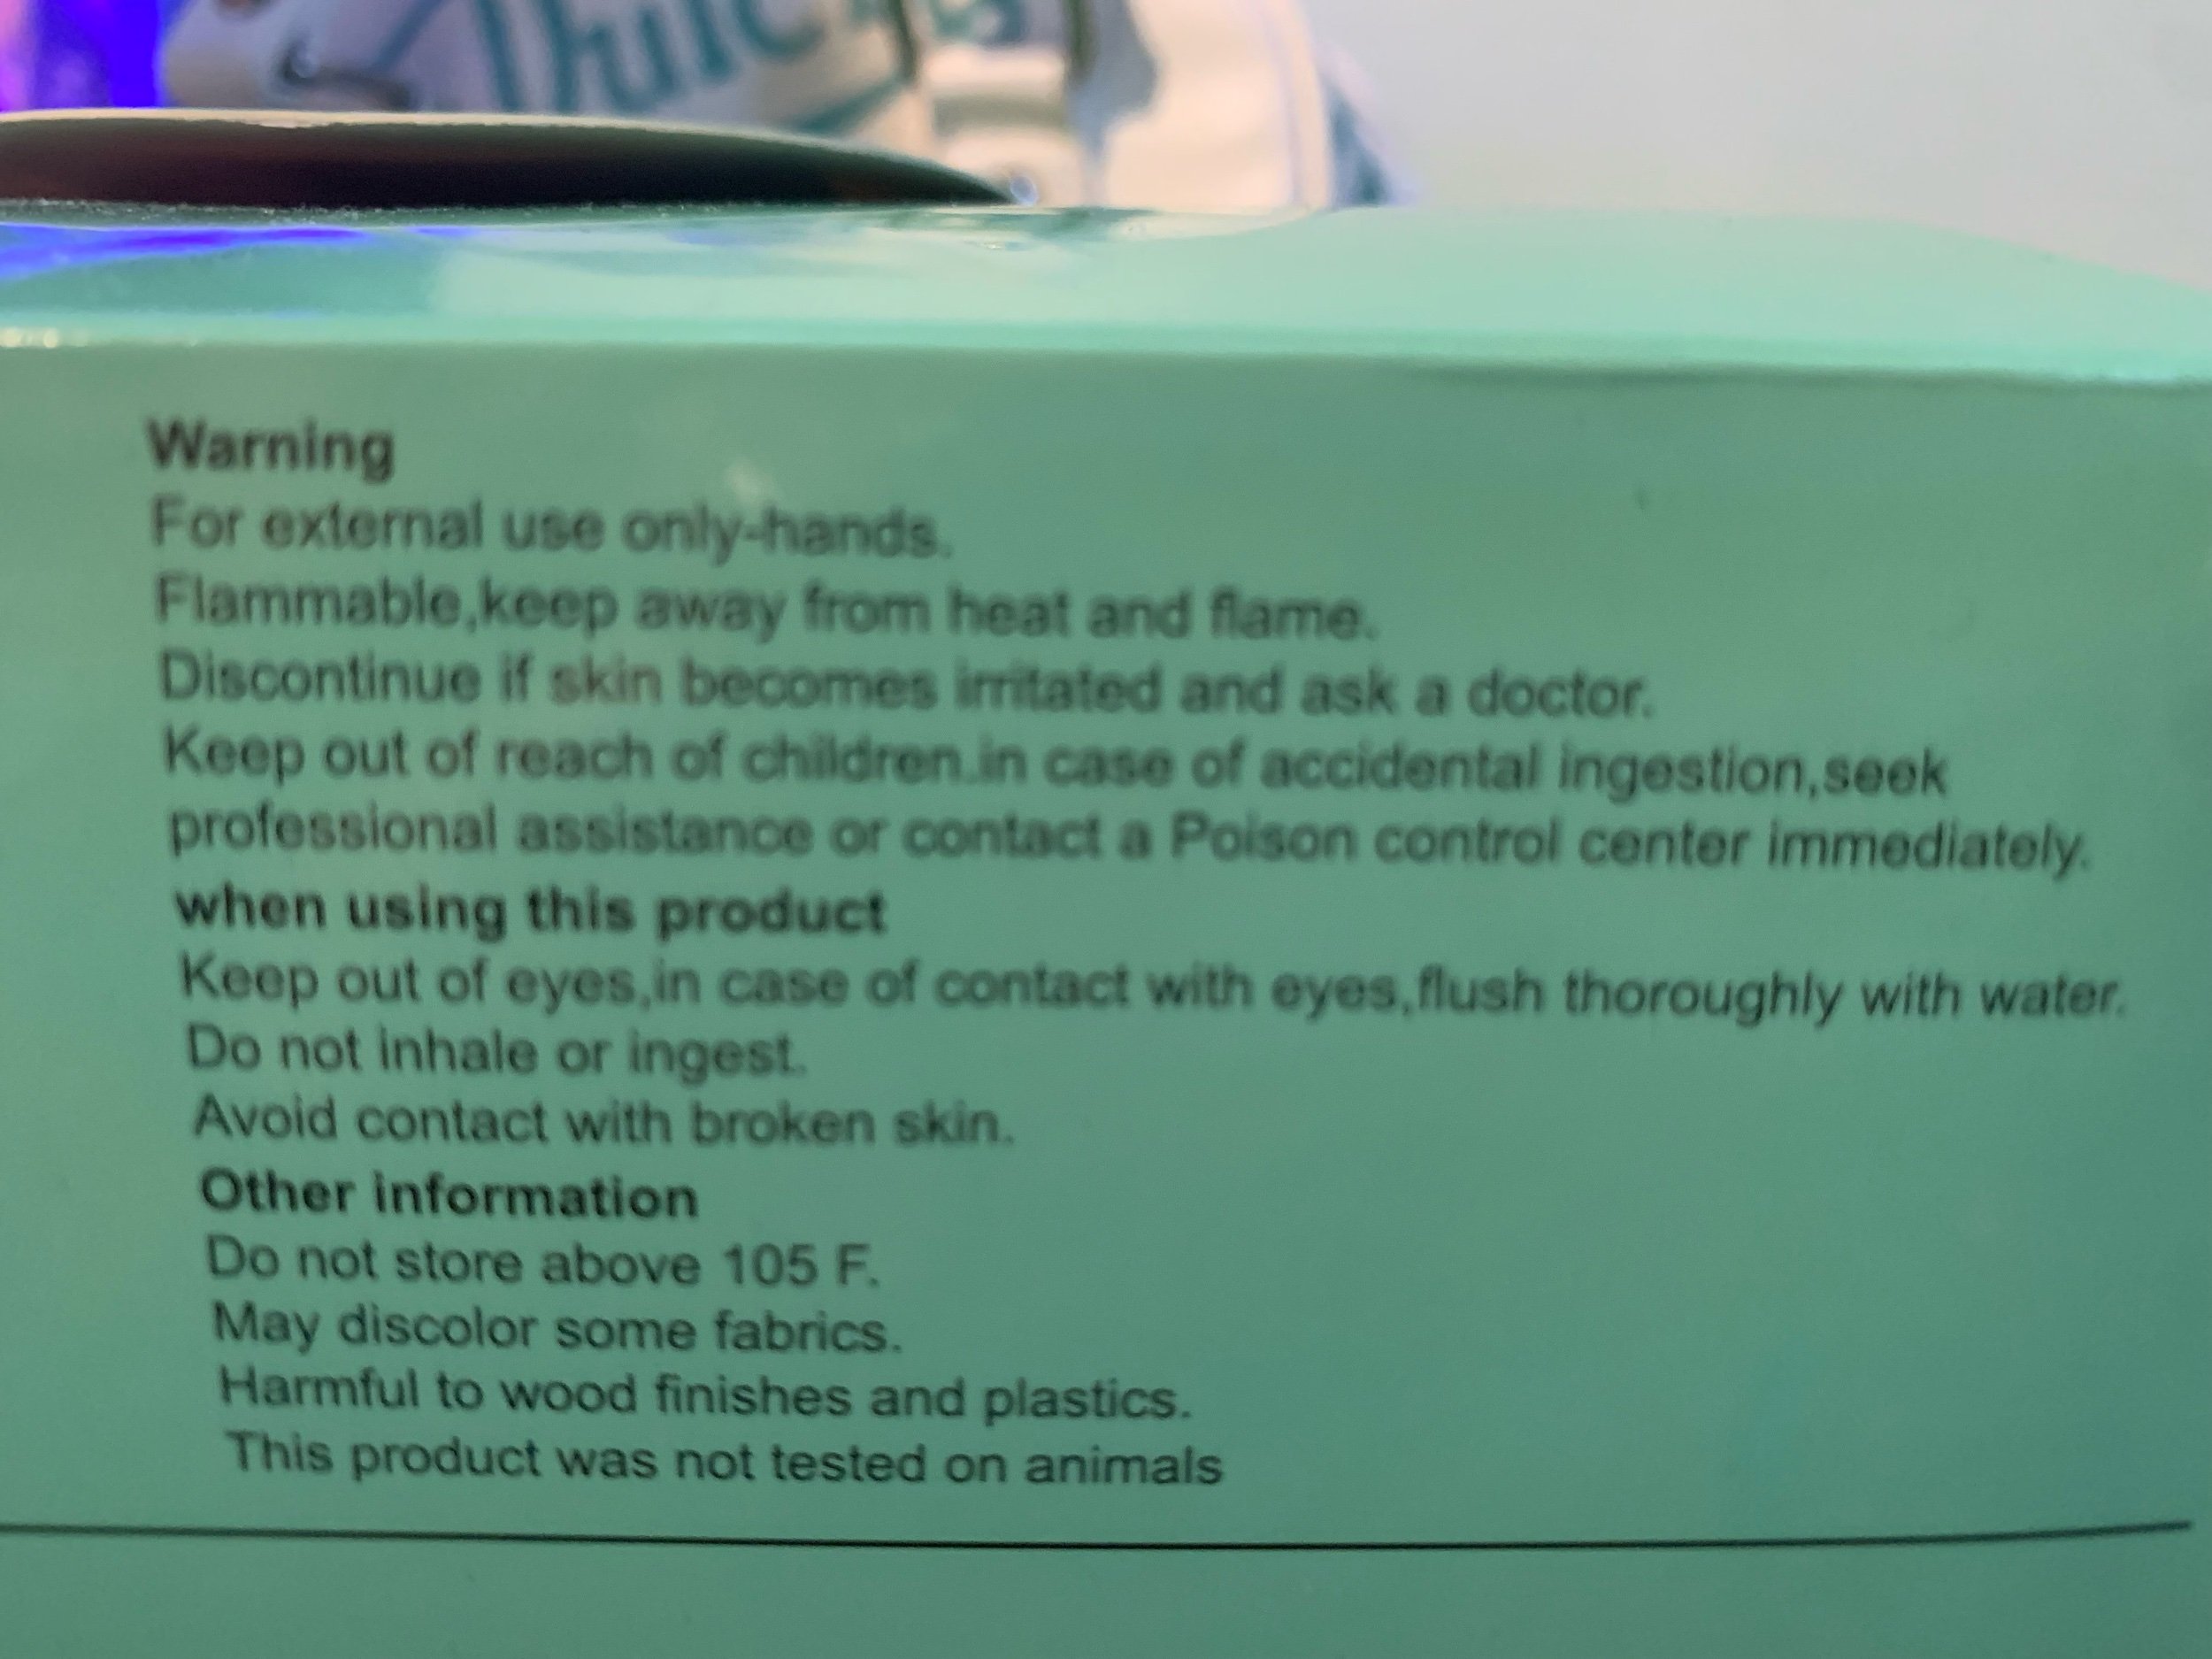 Warning
For external use only-hands.
Flammable,keep away from heat and flame.
Discontinue if skin becomes irritated and ask a doctor.
Keep out of reach of children.in case of accidental ingestion,seek
professional assistance or contact a Poison control center immediately.
when using this product
Keep out of eyes,in case of contact with eyes,flush thoroughly with water.
Do not inhale or ingest.
Avoid contact with broken skin.
Other information
Do not store above 105 F.
May discolor some fabrics.
Harmful to wood finishes and plastics.
This product was not tested on animals